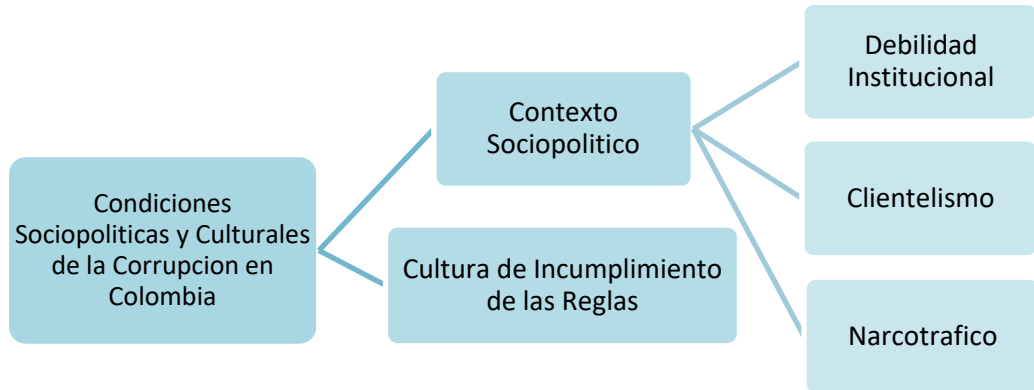 Condiciones
Sociopoliticas y Culturales
de la Corrupcion en
Colombia
Contexto
Sociopolitico
Cultura de Incumplimiento
de las Reglas
Debilidad
Institucional
Clientelismo
Narcotrafico